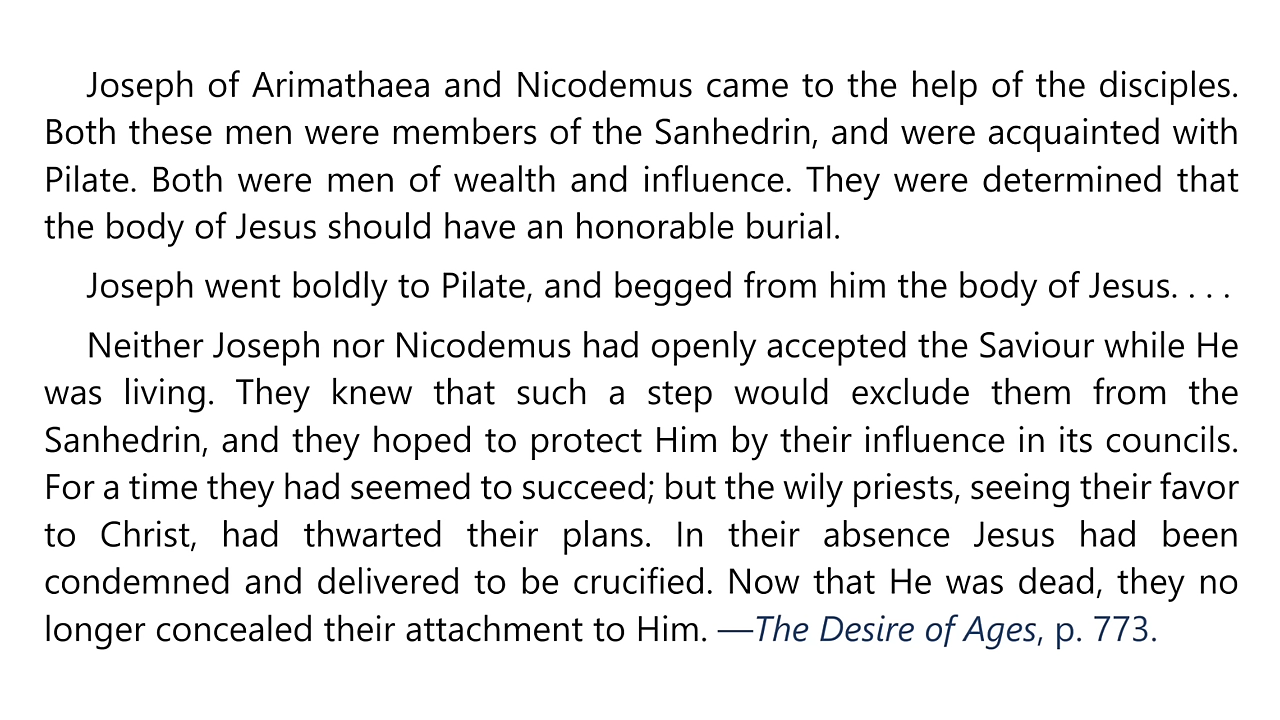 Joseph of Arimathaea and Nicodemus came to the help of the disciples.
Both these men were members of the Sanhedrin, and were acquainted with
Pilate. Both were men of wealth and influence. They were determined that
the body of Jesus should have an honorable burial.
Joseph went boldly to Pilate, and begged from him the body of Jesus. . . .
Neither Joseph nor Nicodemus had openly accepted the Saviour while He
was living. They knew that such a step would exclude them from the
Sanhedrin, and they hoped to protect Him by their influence in its councils.
For a time they had seemed to succeed; but the wily priests, seeing their favor
to Christ, had thwarted their plans. In their absence Jesus had been
condemned and delivered to be crucified. Now that He was dead, they no
longer concealed their attachment to Him. —The Desire of Ages, p. 773.